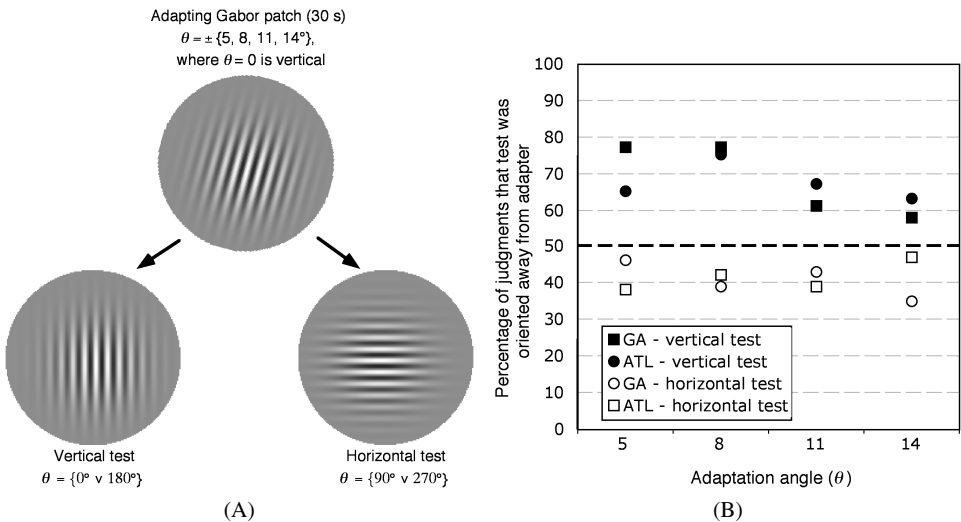 Adapting Gabor patch (30 s)
θ = ± {5, 8, 11, 14°},
where θ = 0 is vertical
Vertical test
θ = {0° v 180°}
Horizontal test
θ = {90° v 270°}
(A)
Percentage of judgments that test was
oriented away from adapter
100
90
80
70
60
50
40
30
20
10
0
GA - vertical test
ATL - vertical test
GA - horizontal test
ATL - horizontal test
5 8 11 14
Adaptation angle (θ)
(B)